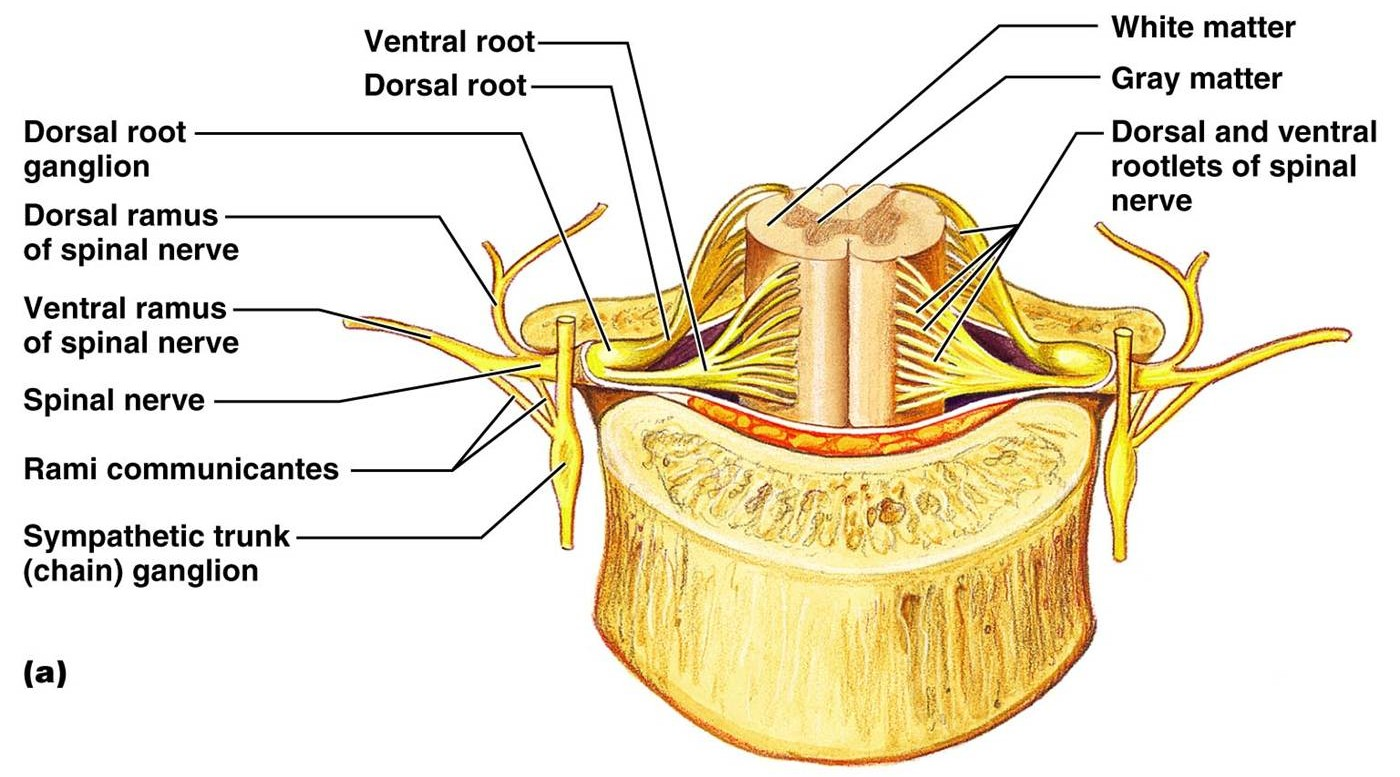 Ventral root
Dorsal root
Dorsal root
ganglion
Dorsal ramus
of spinal nerve
Ventral ramus
of spinal nerve
Spinal nerve
Rami communicantes
Sympathetic trunk
(chain) ganglion
(a)
White matter
Gray matter
Dorsal and ventral
rootlets of spinal
nerve